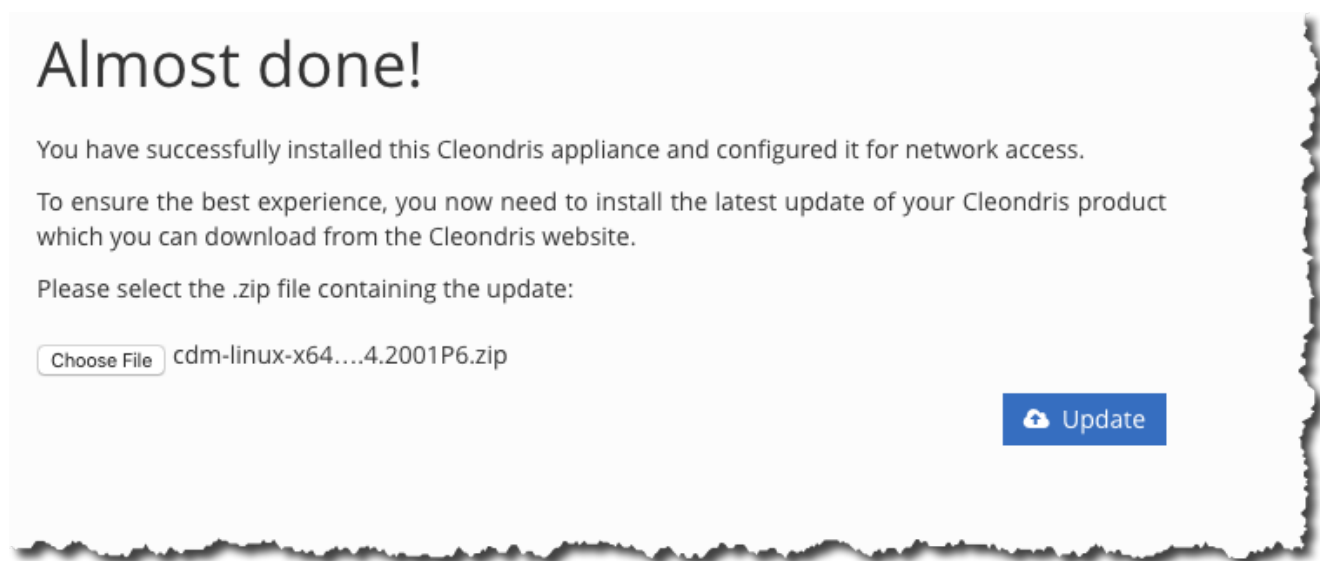 Almost done!
You have successfully installed this Cleondris appliance and configured it for network access.
To ensure the best experience, you now need to install the latest update of your Cleondris product
which you can download from the Cleondris website.
Please select the .zip file containing the update:
Choose File cdm-linux-x64....4.2001P6.zip
Update